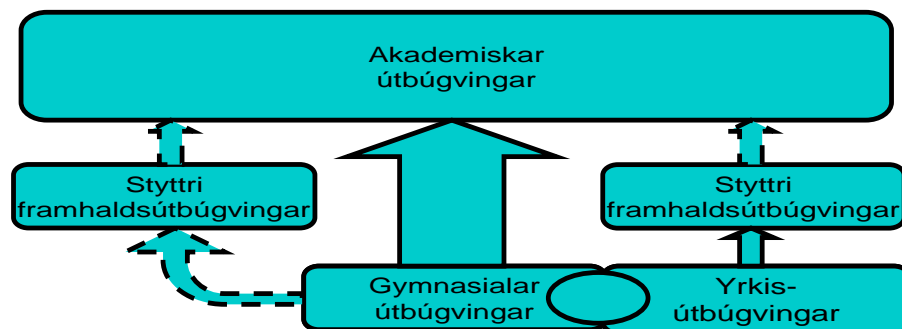 Akademiskar
útbúgvingar
Styttri
framhaldsútbúgvingar
Styttri
framhaldsútbúgvingar
Gymnasialar
útbúgvingar
Yrkis-
útbúgvingar